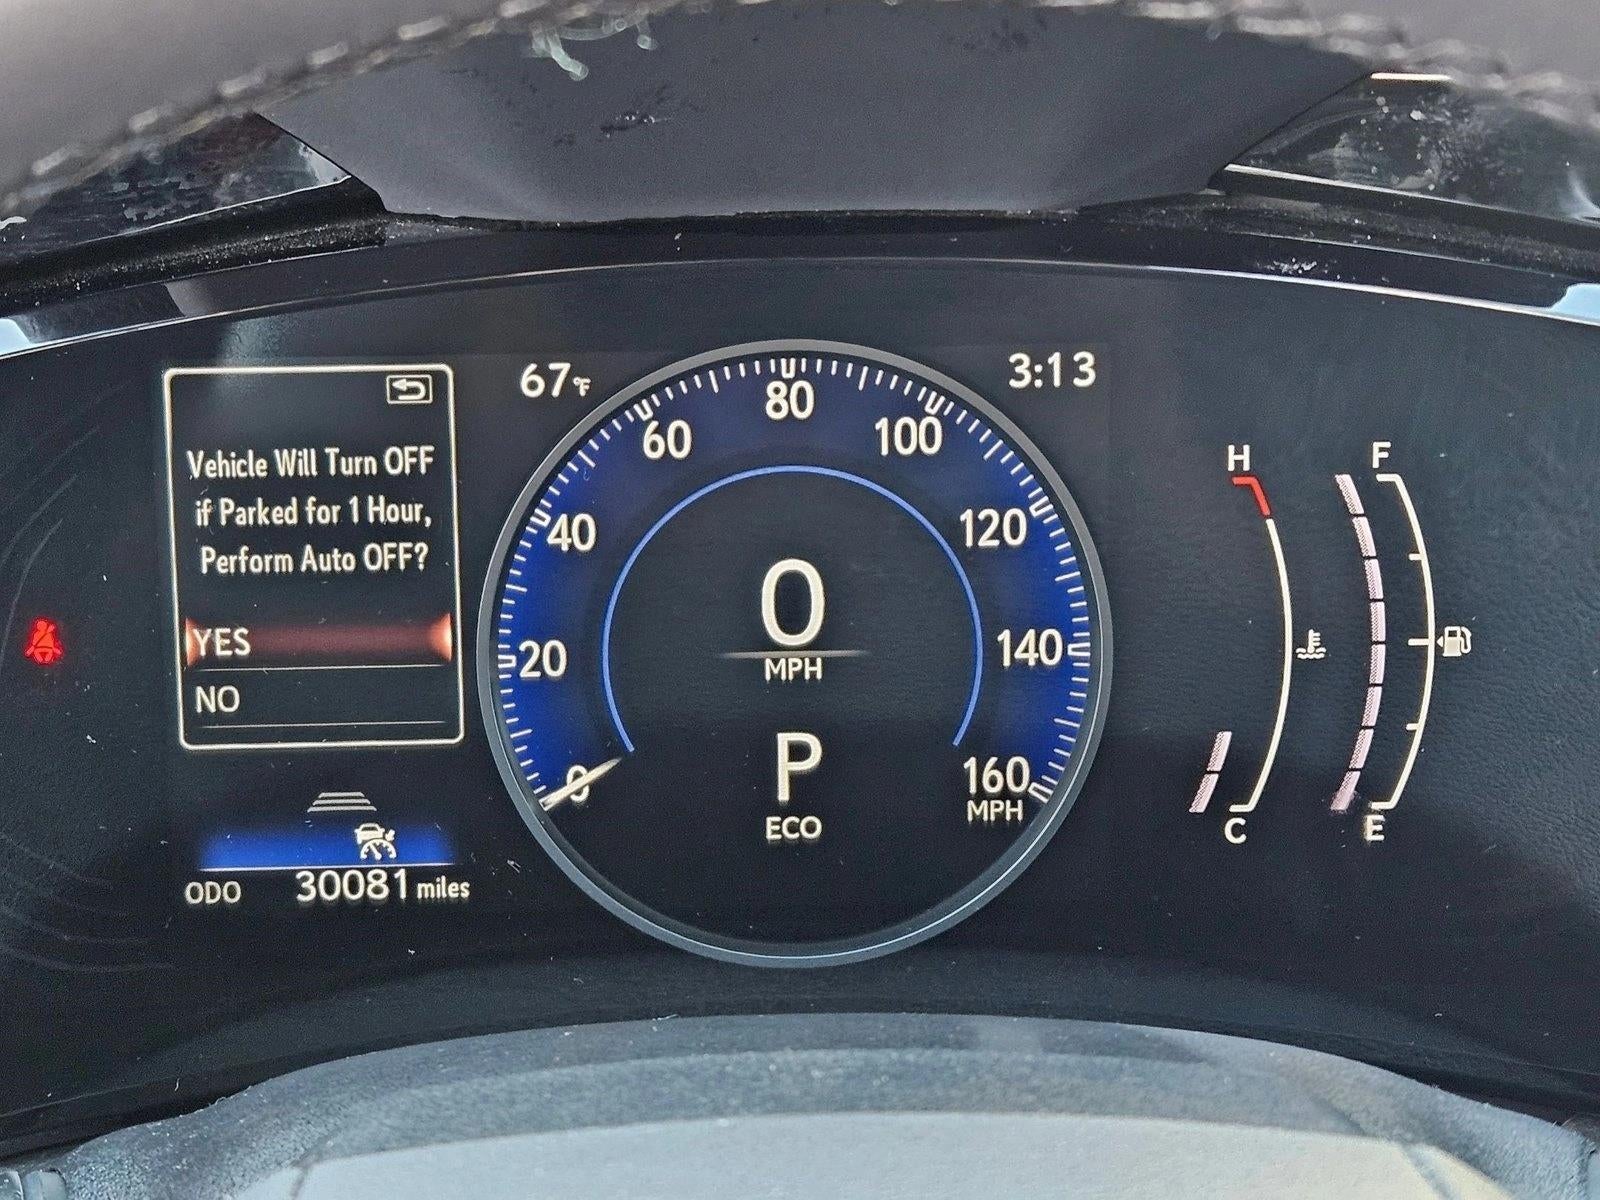 67°F
3:13
Vehicle Will Turn OFF
if Parked for 1 Hour,
Perform Auto OFF?
YES
NO
ODO 30081 miles
0
20
40
60
80
100
120
140
160
MPH
0
MPH
P
ECO
H
C
F
E